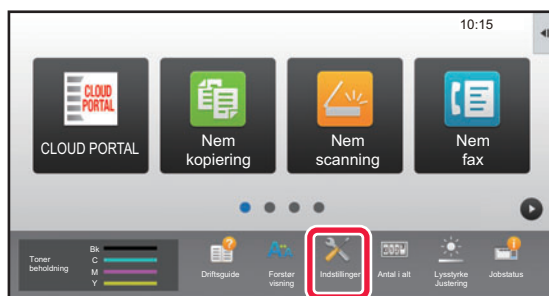 10:15
CLOUD
PORTAL
CLOUD PORTAL
Nem
kopiering
Nem
scanning
Nem
fax
Toner
beholdning
Bk
C
M
Y
Driftsguide
Forstør
visning
Indstillinger
Antal i alt
Lysstyrke
Justering
Jobstatus